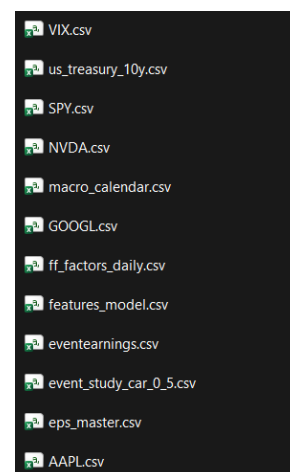 VIX.csv
us_treasury_10y.csv
SPY.csv
NVDA.csv
macro_calendar.csv
GOOGL.csv
ff_factors_daily.csv
features_model.csv
eventearnings.csv
event_study_car_0_5.csv
eps_master.csv
AAPL.csv